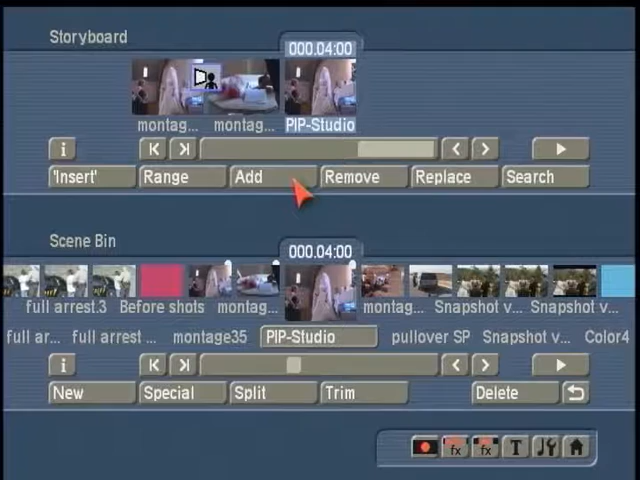 Storyboard
000.04:00
montag... montag... PIP-Studio
i
'Insert' Range Add Remove Replace Search
Scene Bin
000.04:00
full arrest.3 Before shots montag... montag... Snapshot v... Snapshot v...
full ar... full arrest ... montage35 PIP-Studio pullover SP Snapshot v... Color4
i
New Special Split Trim Delete
fx fx T